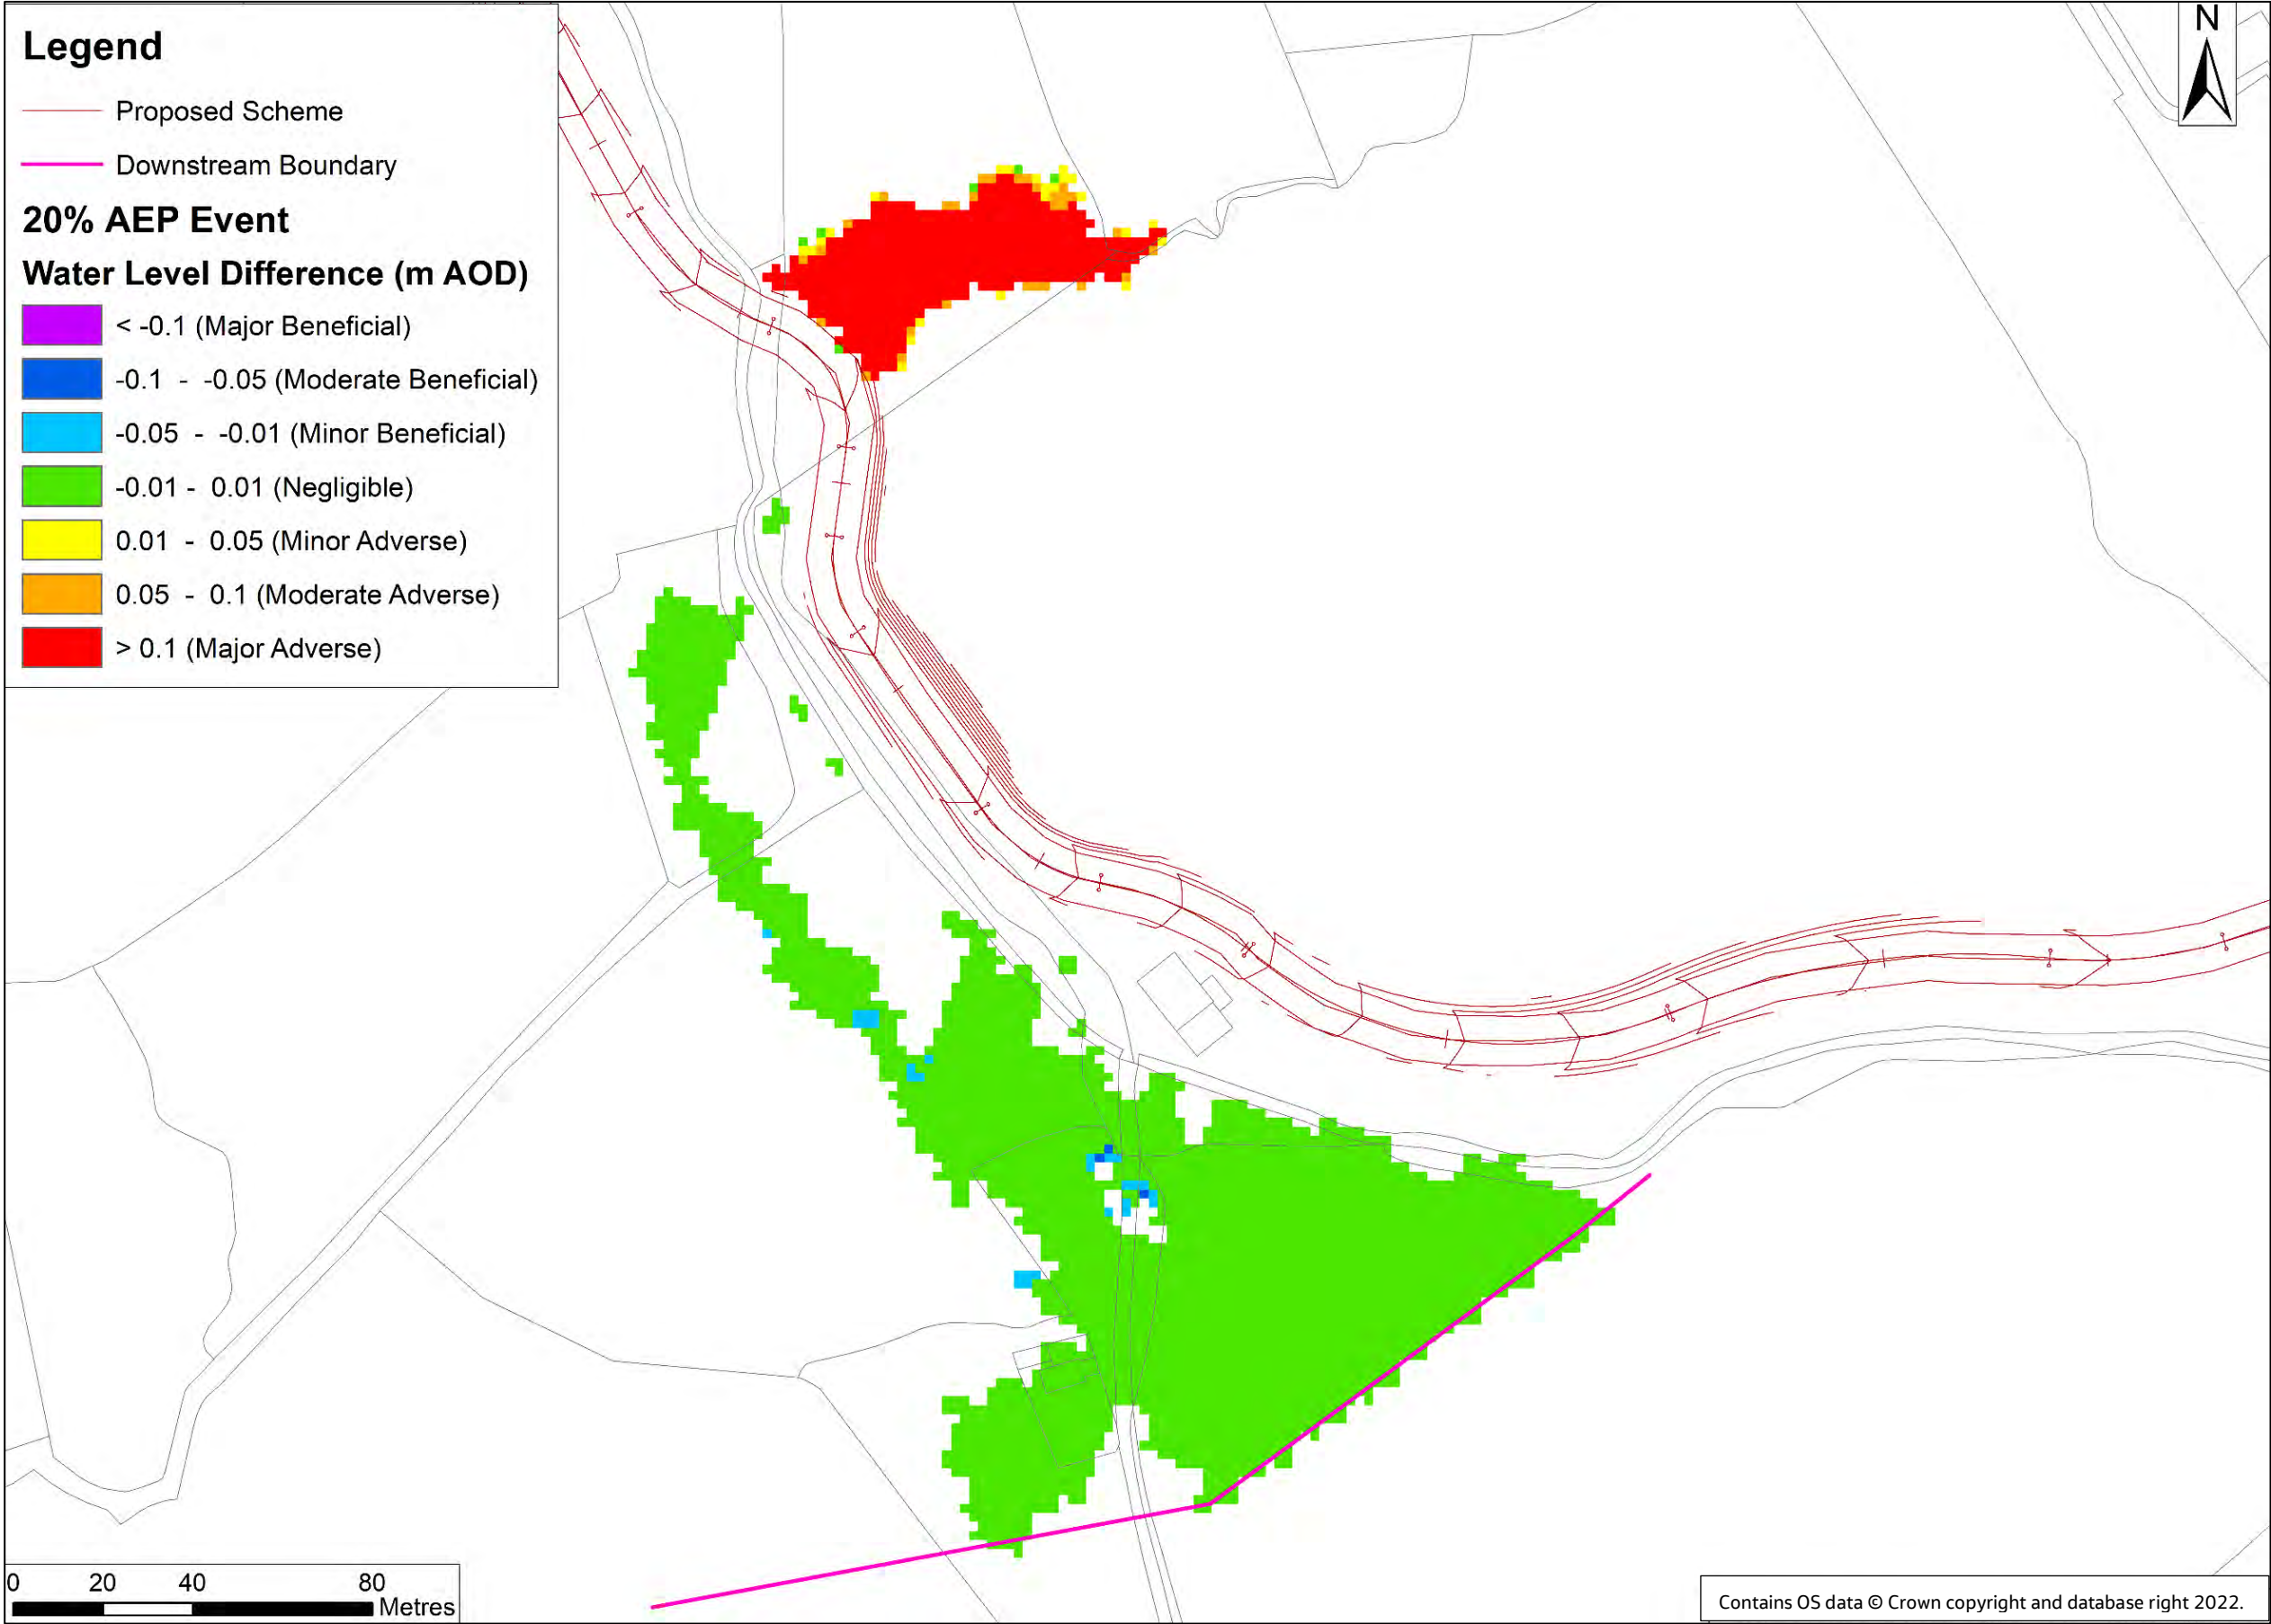 Legend
Proposed Scheme
Downstream Boundary
20% AEP Event
Water Level Difference (m AOD)
< -0.1 (Major Beneficial)
-0.1 - -0.05 (Moderate Beneficial)
-0.05 - -0.01 (Minor Beneficial)
-0.01 - 0.01 (Negligible)
0.01 - 0.05 (Minor Adverse)
0.05 - 0.1 (Moderate Adverse)
> 0.1 (Major Adverse)
N
0 20 40 80
Metres
Contains OS data © Crown copyright and database right 2022.